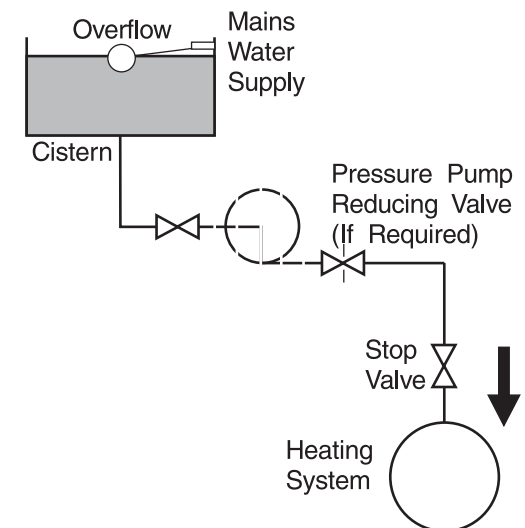 Overflow
Mains
Water
Supply
Cistern
Pressure Pump
Reducing Valve
(If Required)
Stop
Valve
Heating
System